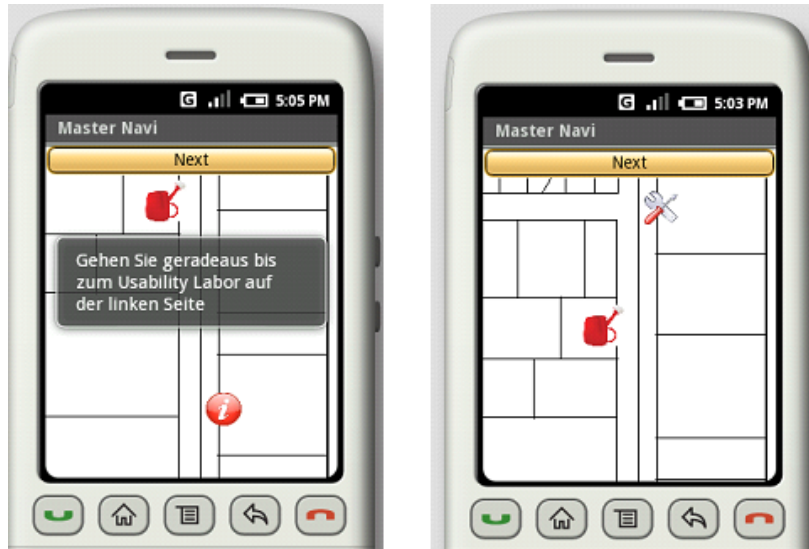 G 5:05 PM
Master Navi
Next
Gehen Sie geradeaus bis
zum Usability Labor auf
der linken Seite
i
G 5:03 PM
Master Navi
Next